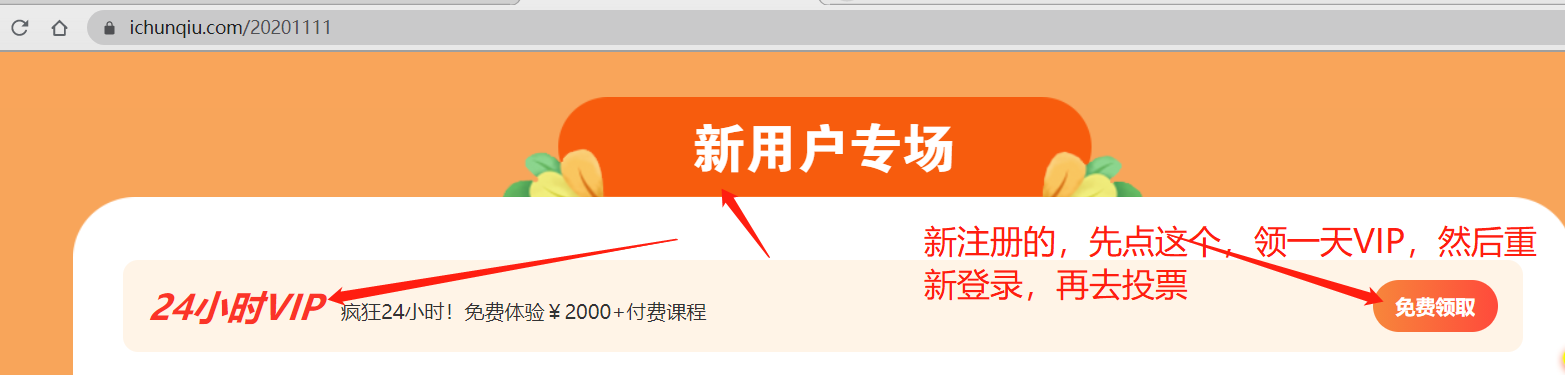 ichunqiu.com/20201111
新用户专场
新注册的，先点这个，领一天VIP，然后重
新登录，再去投票
24小时VIP
疯狂24小时！免费体验￥2000+付费课程
免费领取